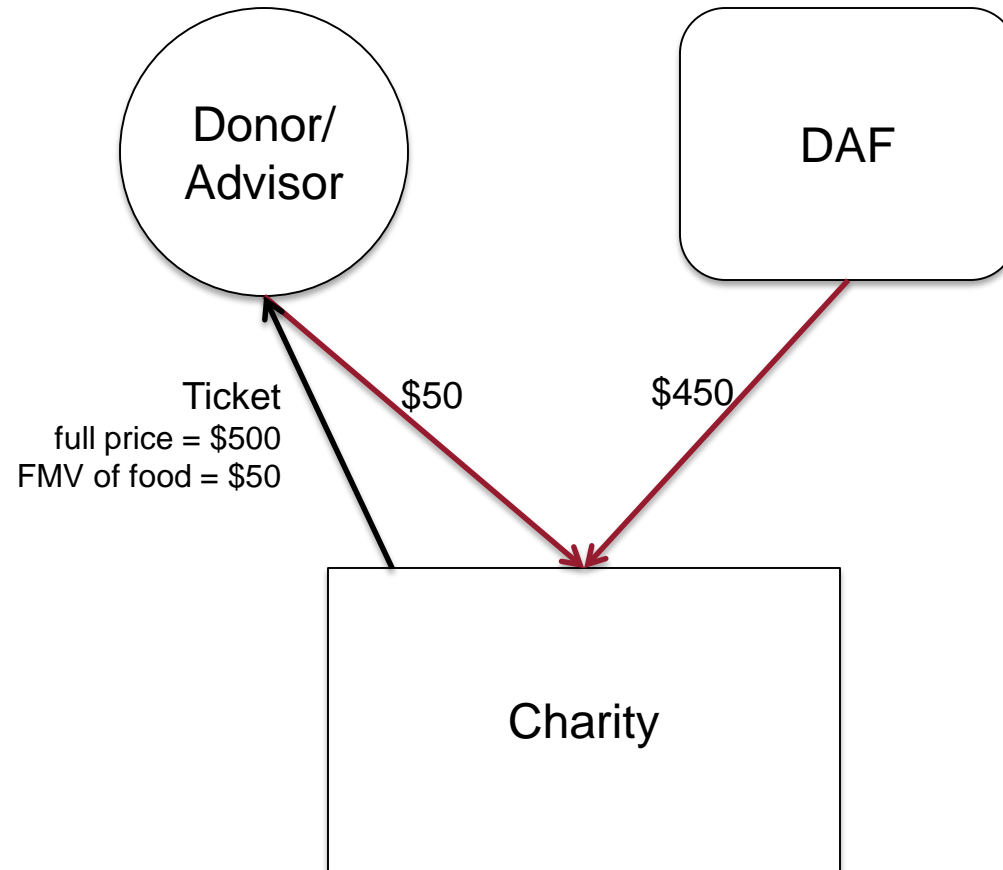 Donor/
Advisor
DAF
Ticket
full price = $500
FMV of food = $50
$50
$450
Charity